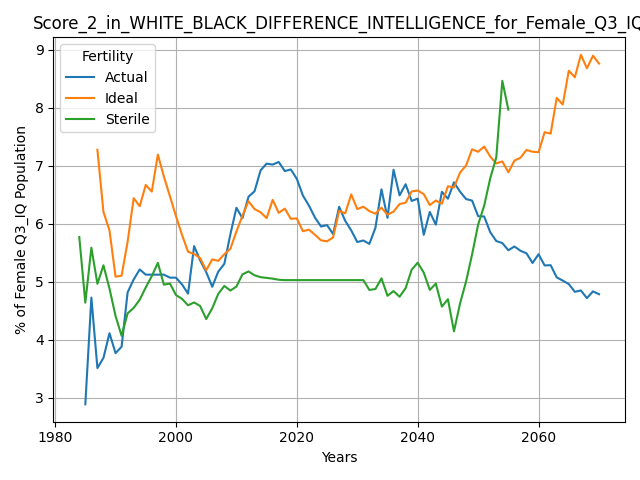 Score_2_in_WHITE_BLACK_DIFFERENCE_INTELLIGENCE_for_Female_Q3_IQ
Fertility
Actual
Ideal
Sterile
% of Female Q3_IQ Population
9
8
7
6
5
4
3
1980
2000
2020
2040
2060
Years